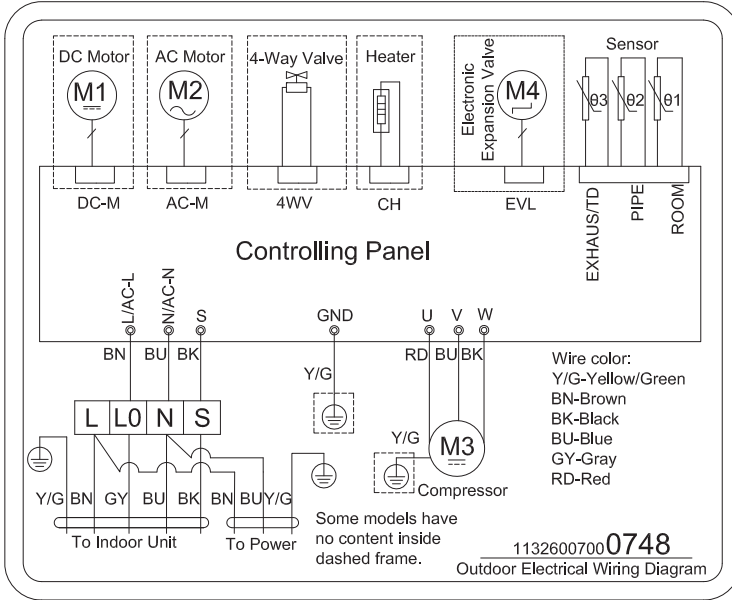 DC Motor
AC Motor
4-Way Valve
Heater
Electronic
Expansion Valve
Sensor
M1
M2
M4
θ3
θ2
θ1
DC-M
AC-M
4WV
CH
EVL
EXHAUS/TD
PIPE
ROOM
Controlling Panel
L/AC-L
N/AC-N
S
GND
U
V
W
BN
BU
BK
Y/G
RD
BU
BK
L
L0
N
S
Y/G
M3
Compressor
Y/G
BN
GY
BU
BK
BN
BU
Y/G
To Indoor Unit
To Power
Some models have
no content inside
dashed frame.
Wire color:
Y/G-Yellow/Green
BN-Brown
BK-Black
BU-Blue
GY-Gray
RD-Red
11326007000748
Outdoor Electrical Wiring Diagram